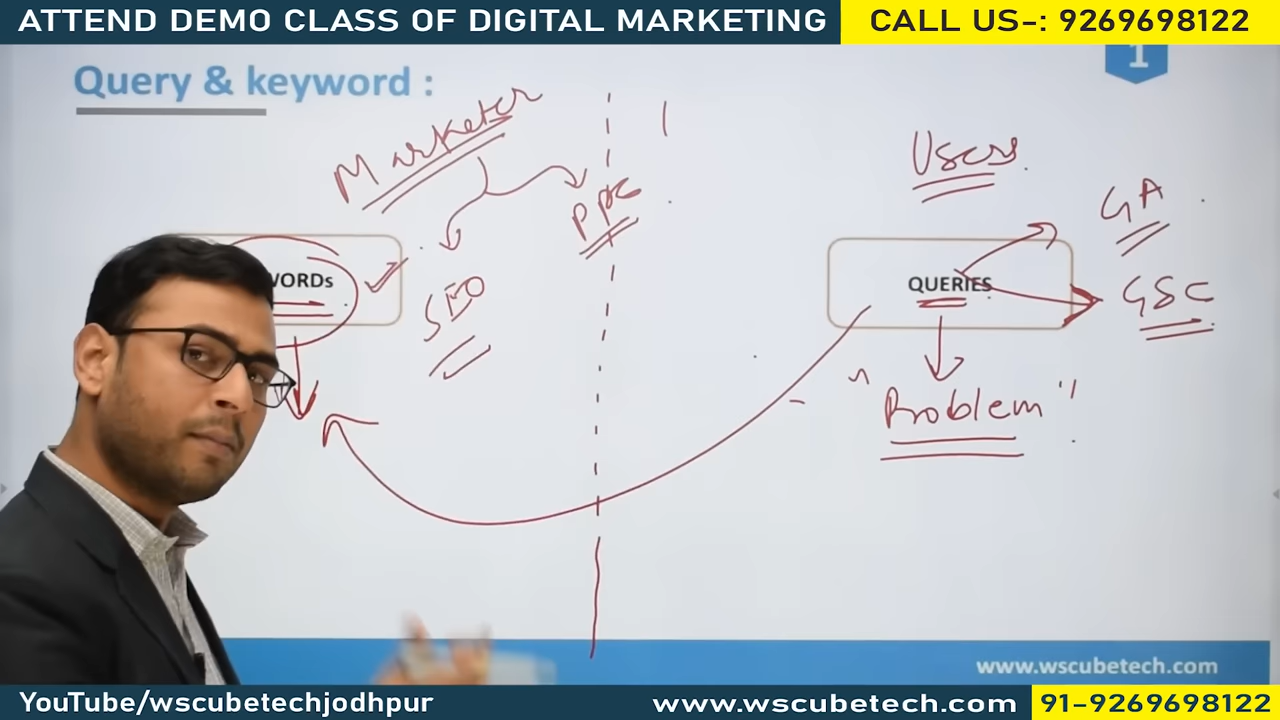 ATTEND DEMO CLASS OF DIGITAL MARKETING
CALL US-: 9269698122
1
Query & keyword :
Marketer
PPC
SEO
WORDs
Users
GA
QUERIES
GSC
"Problem"
www.wscubetech.com
YouTube/wscubetechjodhpur
www.wscubetech.com
91-9269698122